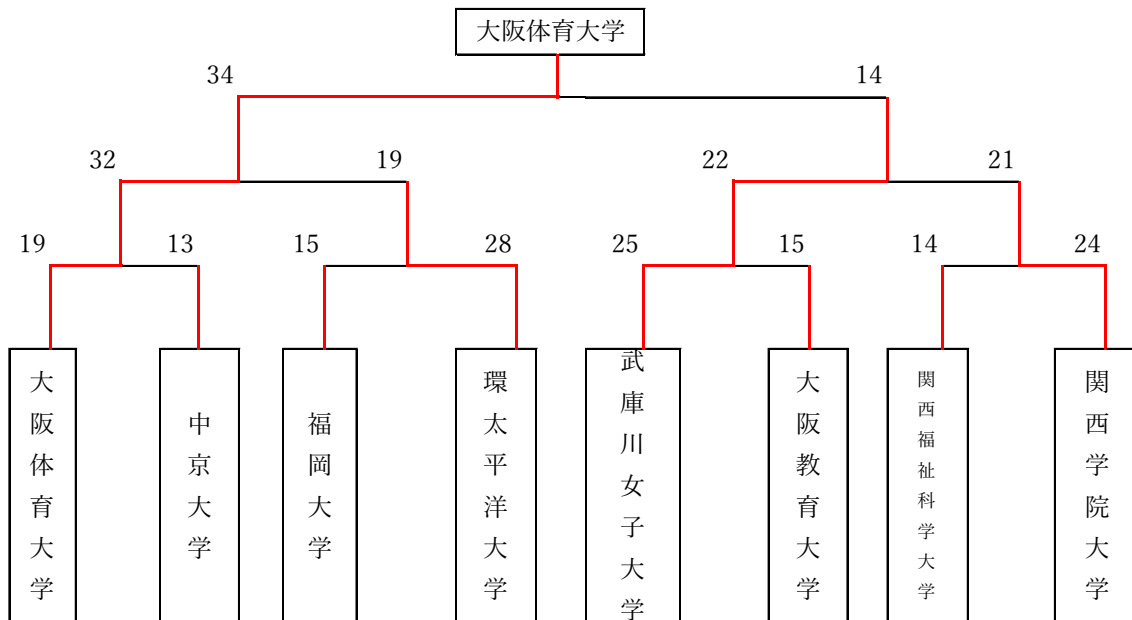 大阪体育大学
34 14
32 19 22 21
19 13 15 28 25 15 14 24
大阪体育大学
中京大学
福岡大学
環太平洋大学
武庫川女子大学
大阪教育大学
関西福祉科学大学
関西学院大学